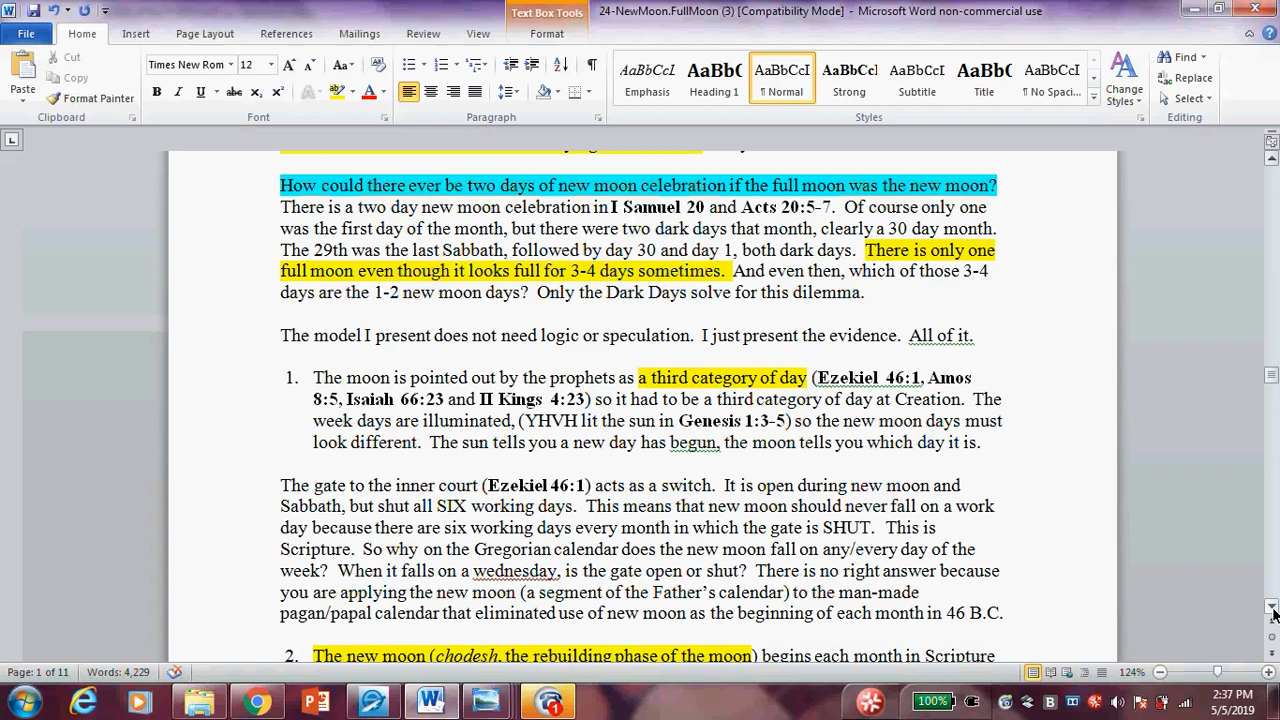 24-NewMoon.FullMoon (3) [Compatibility Mode] - Microsoft Word non-commercial use
Text Box Tools
File Home Insert Page Layout References Mailings Review View Format
Paste
Cut
Copy
Format Painter
Clipboard
Times New Rom 12
Font
Paragraph
AaBbCcI AaBb( AaBbCcI AaBbCcI AaBbCcI AaBb( AaBbCcI
Emphasis Heading 1 ¶ Normal Strong Subtitle Title ¶ No Spaci...
Change Styles
Styles
Find
Replace
Select
Editing
How could there ever be two days of new moon celebration if the full moon was the new moon?
There is a two day new moon celebration in I Samuel 20 and Acts 20:5-7. Of course only one
was the first day of the month, but there were two dark days that month, clearly a 30 day month.
The 29th was the last Sabbath, followed by day 30 and day 1, both dark days. There is only one
full moon even though it looks full for 3-4 days sometimes. And even then, which of those 3-4
days are the 1-2 new moon days? Only the Dark Days solve for this dilemma.
The model I present does not need logic or speculation. I just present the evidence. All of it.
1. The moon is pointed out by the prophets as a third category of day (Ezekiel 46:1, Amos
8:5, Isaiah 66:23 and II Kings 4:23) so it had to be a third category of day at Creation. The
week days are illuminated, (YHVH lit the sun in Genesis 1:3-5) so the new moon days must
look different. The sun tells you a new day has begun, the moon tells you which day it is.
The gate to the inner court (Ezekiel 46:1) acts as a switch. It is open during new moon and
Sabbath, but shut all SIX working days. This means that new moon should never fall on a work
day because there are six working days every month in which the gate is SHUT. This is
Scripture. So why on the Gregorian calendar does the new moon fall on any/every day of the
week? When it falls on a wednesday, is the gate open or shut? There is no right answer because
you are applying the new moon (a segment of the Father's calendar) to the man-made
pagan/papal calendar that eliminated use of new moon as the beginning of each month in 46 B.C.
2. The new moon (chodesh, the rebuilding phase of the moon) begins each month in Scripture
Page: 1 of 11 Words: 4,229 124%
100% 2:37 PM
5/5/2019